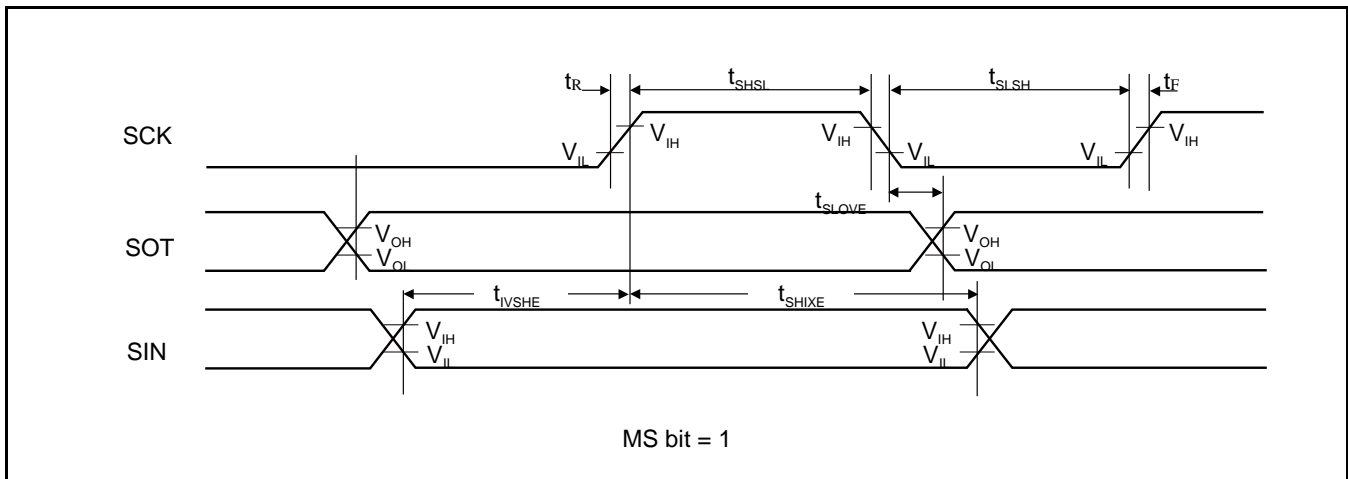 tR tSHSL tSLSH tF
SCK VIL VIH VIH VIL VIL VIH
tSLOVE
SOT VOH VOL VOH VOL
tIVSHE tSHIXE
SIN VIH VIL VIH VIL
MS bit = 1